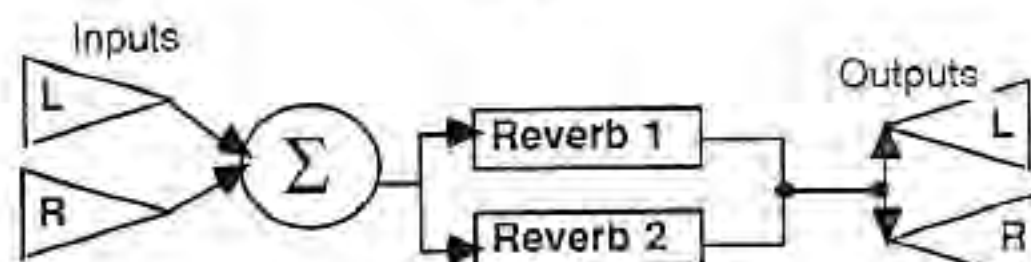 Inputs
L
R
Σ
Reverb 1
Reverb 2
Outputs
L
R